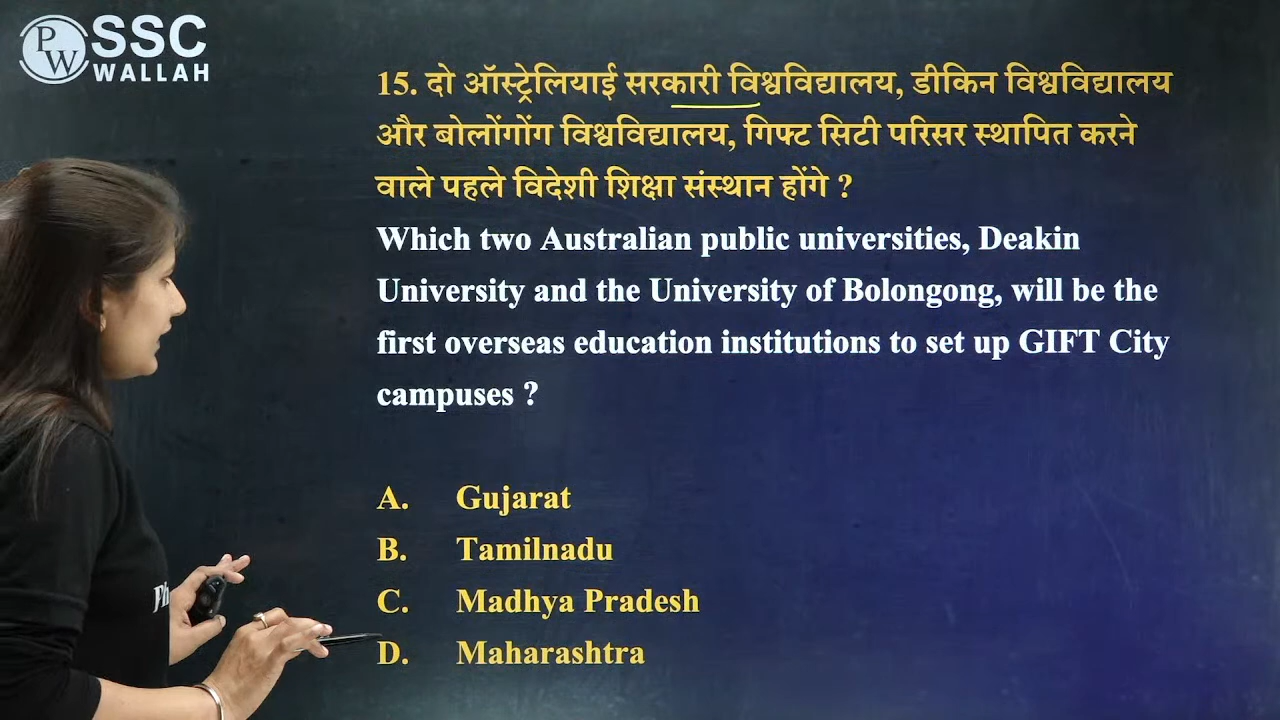 PW SSC
WALLAH
15. दो ऑस्ट्रेलियाई सरकारी विश्वविद्यालय, डीकिन विश्वविद्यालय
और बोलोंगोंग विश्वविद्यालय, गिफ्ट सिटी परिसर स्थापित करने
वाले पहले विदेशी शिक्षा संस्थान होंगे ?
Which two Australian public universities, Deakin
University and the University of Bolongong, will be the
first overseas education institutions to set up GIFT City
campuses ?
A. Gujarat
B. Tamilnadu
C. Madhya Pradesh
D. Maharashtra